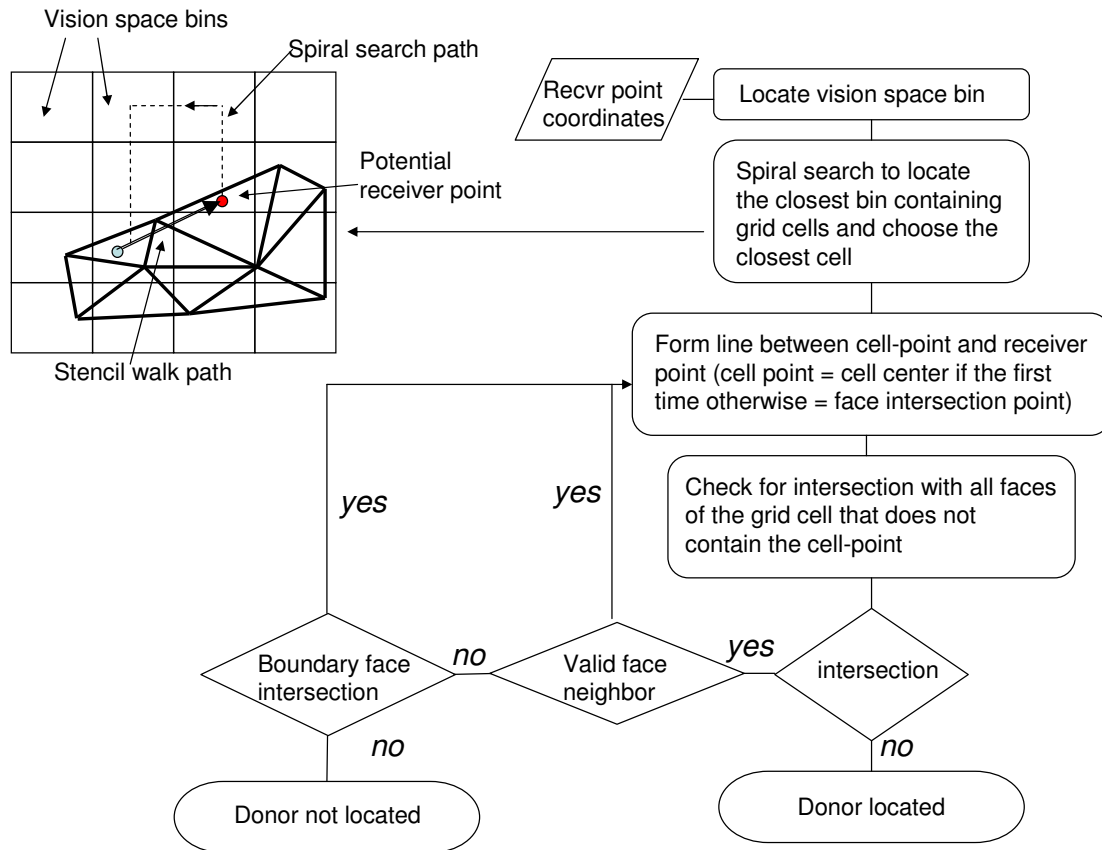 Vision space bins
Spiral search path
Potential
receiver point
Stencil walk path
Recvr point
coordinates
Locate vision space bin
Spiral search to locate
the closest bin containing
grid cells and choose the
closest cell
Form line between cell-point and receiver
point (cell point = cell center if the first
time otherwise = face intersection point)
Check for intersection with all faces
of the grid cell that does not
contain the cell-point
intersection
yes
no
Donor located
Valid face
neighbor
yes
no
Boundary face
intersection
yes
no
Donor not located